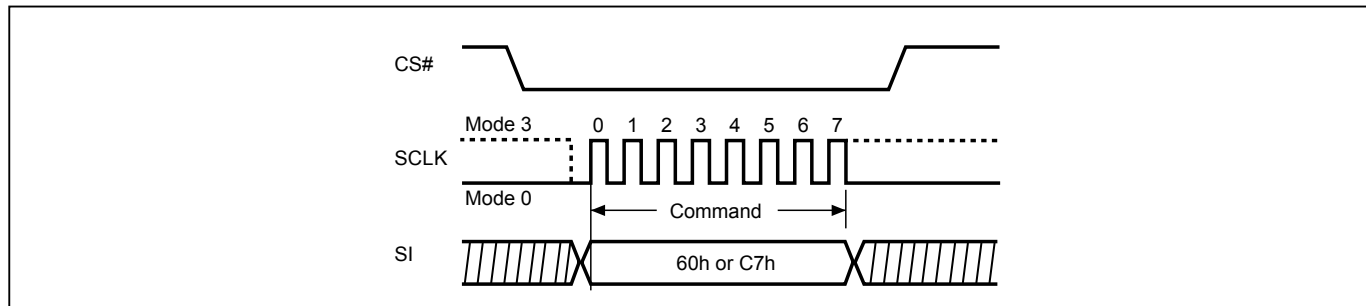 CS#
Mode 3
0 1 2 3 4 5 6 7
SCLK
Mode 0
Command
SI
60h or C7h